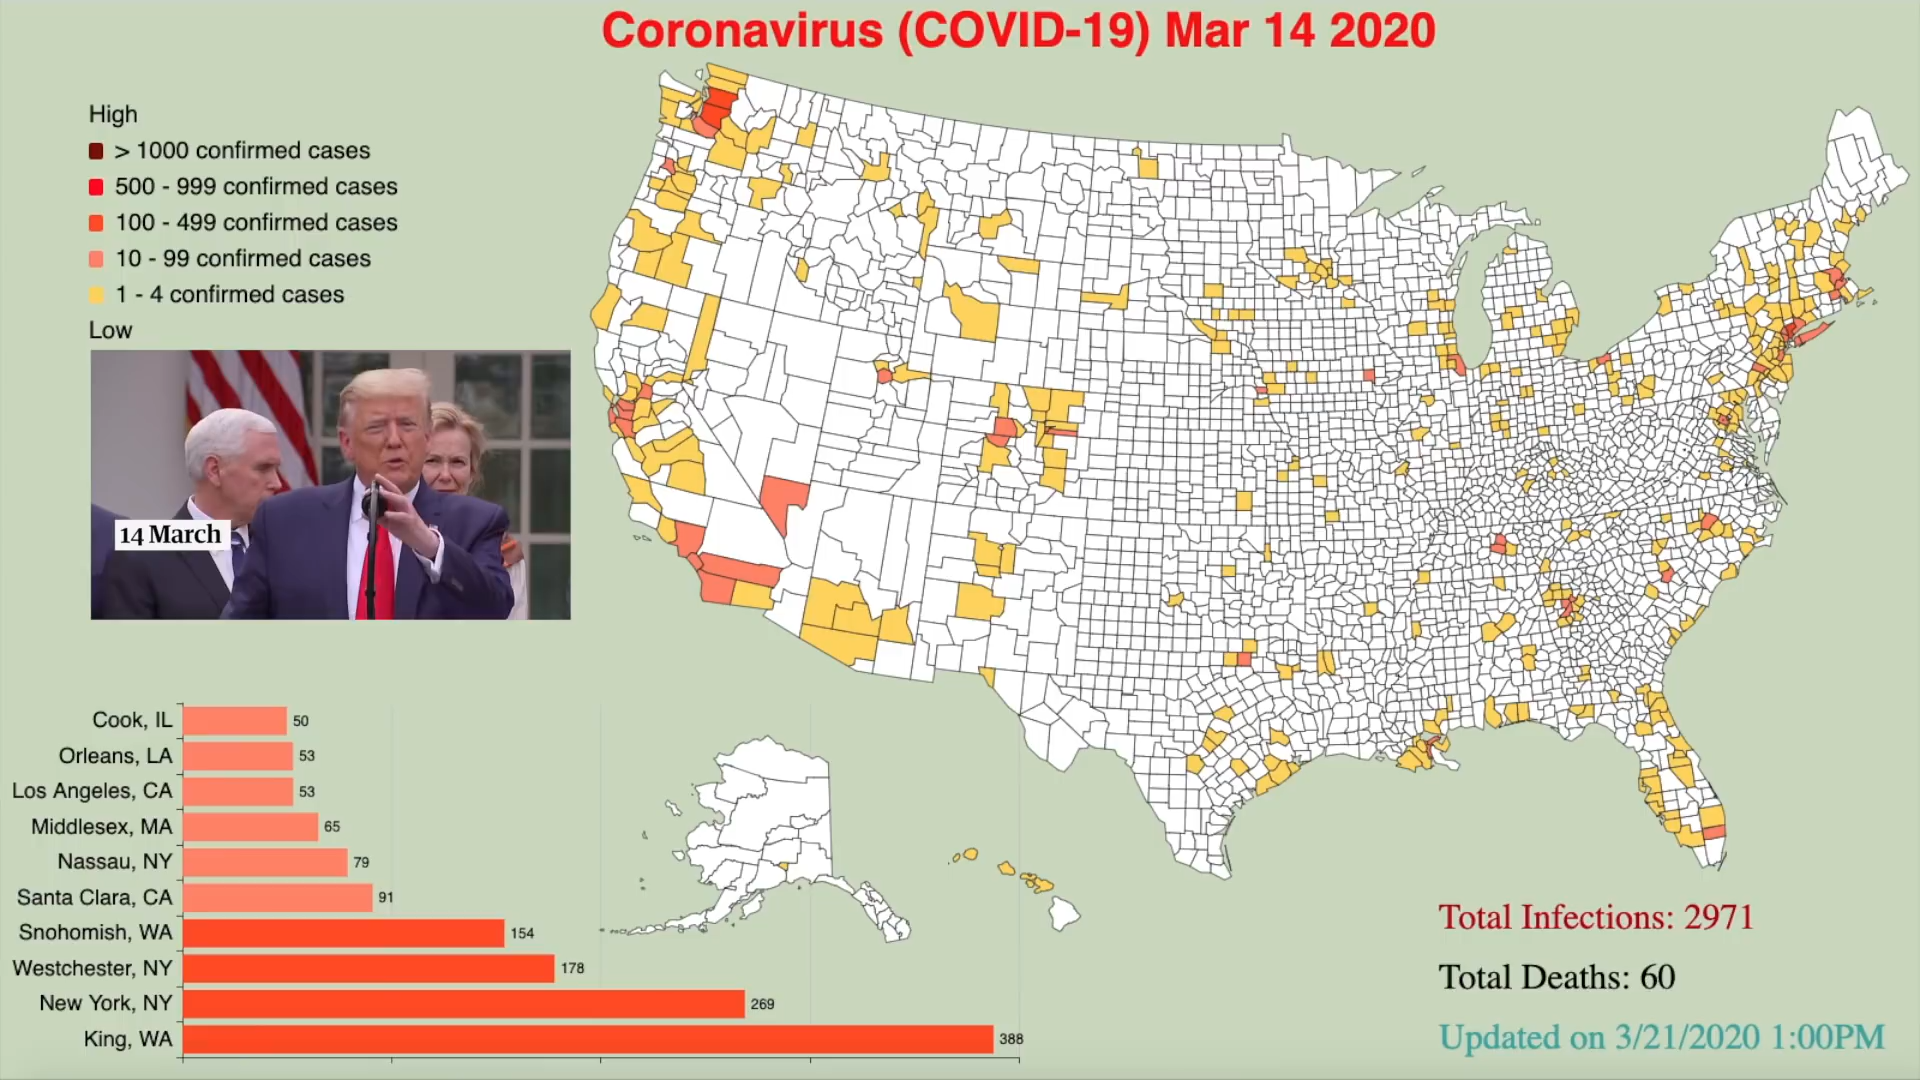 Coronavirus (COVID-19) Mar 14 2020
High
> 1000 confirmed cases
500 - 999 confirmed cases
100 - 499 confirmed cases
10 - 99 confirmed cases
1 - 4 confirmed cases
Low
14 March
Cook, IL 50
Orleans, LA 53
Los Angeles, CA 53
Middlesex, MA 65
Nassau, NY 79
Santa Clara, CA 91
Snohomish, WA 154
Westchester, NY 178
New York, NY 269
King, WA 388
Total Infections: 2971
Total Deaths: 60
Updated on 3/21/2020 1:00PM